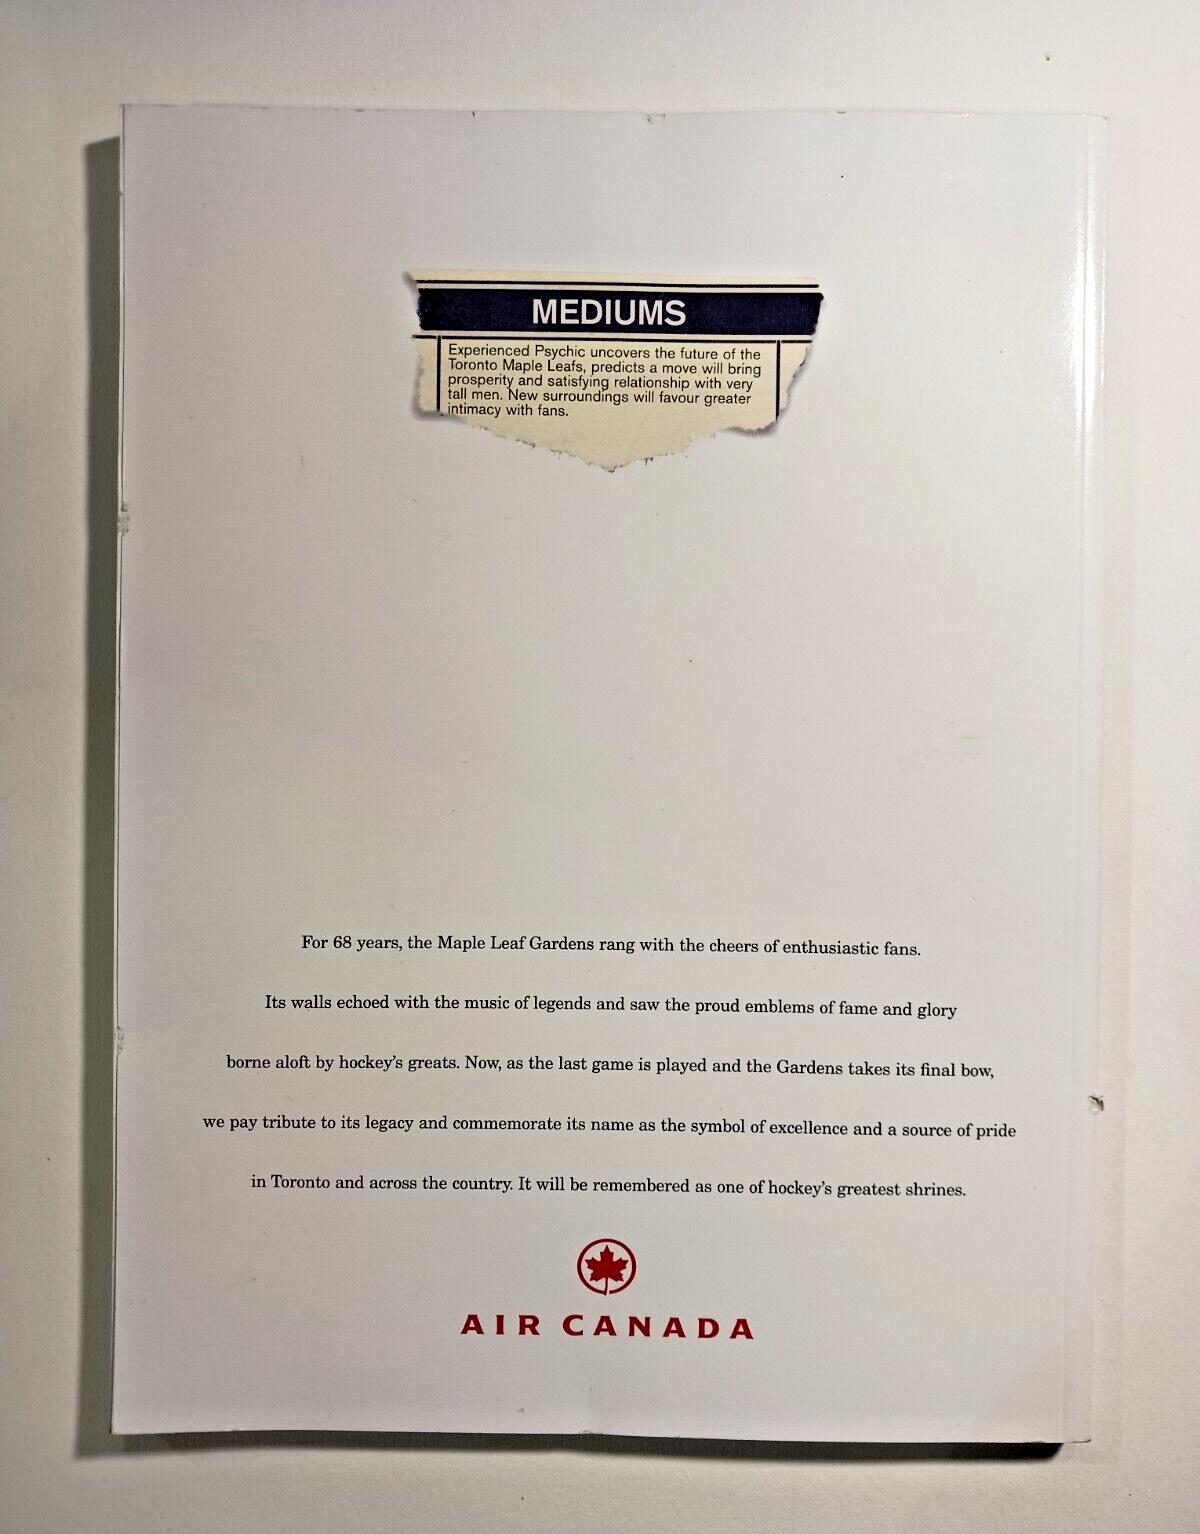 MEDIUMS
Experienced Psychic uncovers the future of the
Toronto Maple Leafs, predicts a move will bring
prosperity and satisfying relationship with very
tall men. New surroundings will favour greater
intimacy with fans.
For 68 years, the Maple Leaf Gardens rang with the cheers of enthusiastic fans.
Its walls echoed with the music of legends and saw the proud emblems of fame and glory
borne aloft by hockey's greats. Now, as the last game is played and the Gardens takes its final bow,
we pay tribute to its legacy and commemorate its name as the symbol of excellence and a source of pride
in Toronto and across the country. It will be remembered as one of hockey's greatest shrines.
AIR CANADA